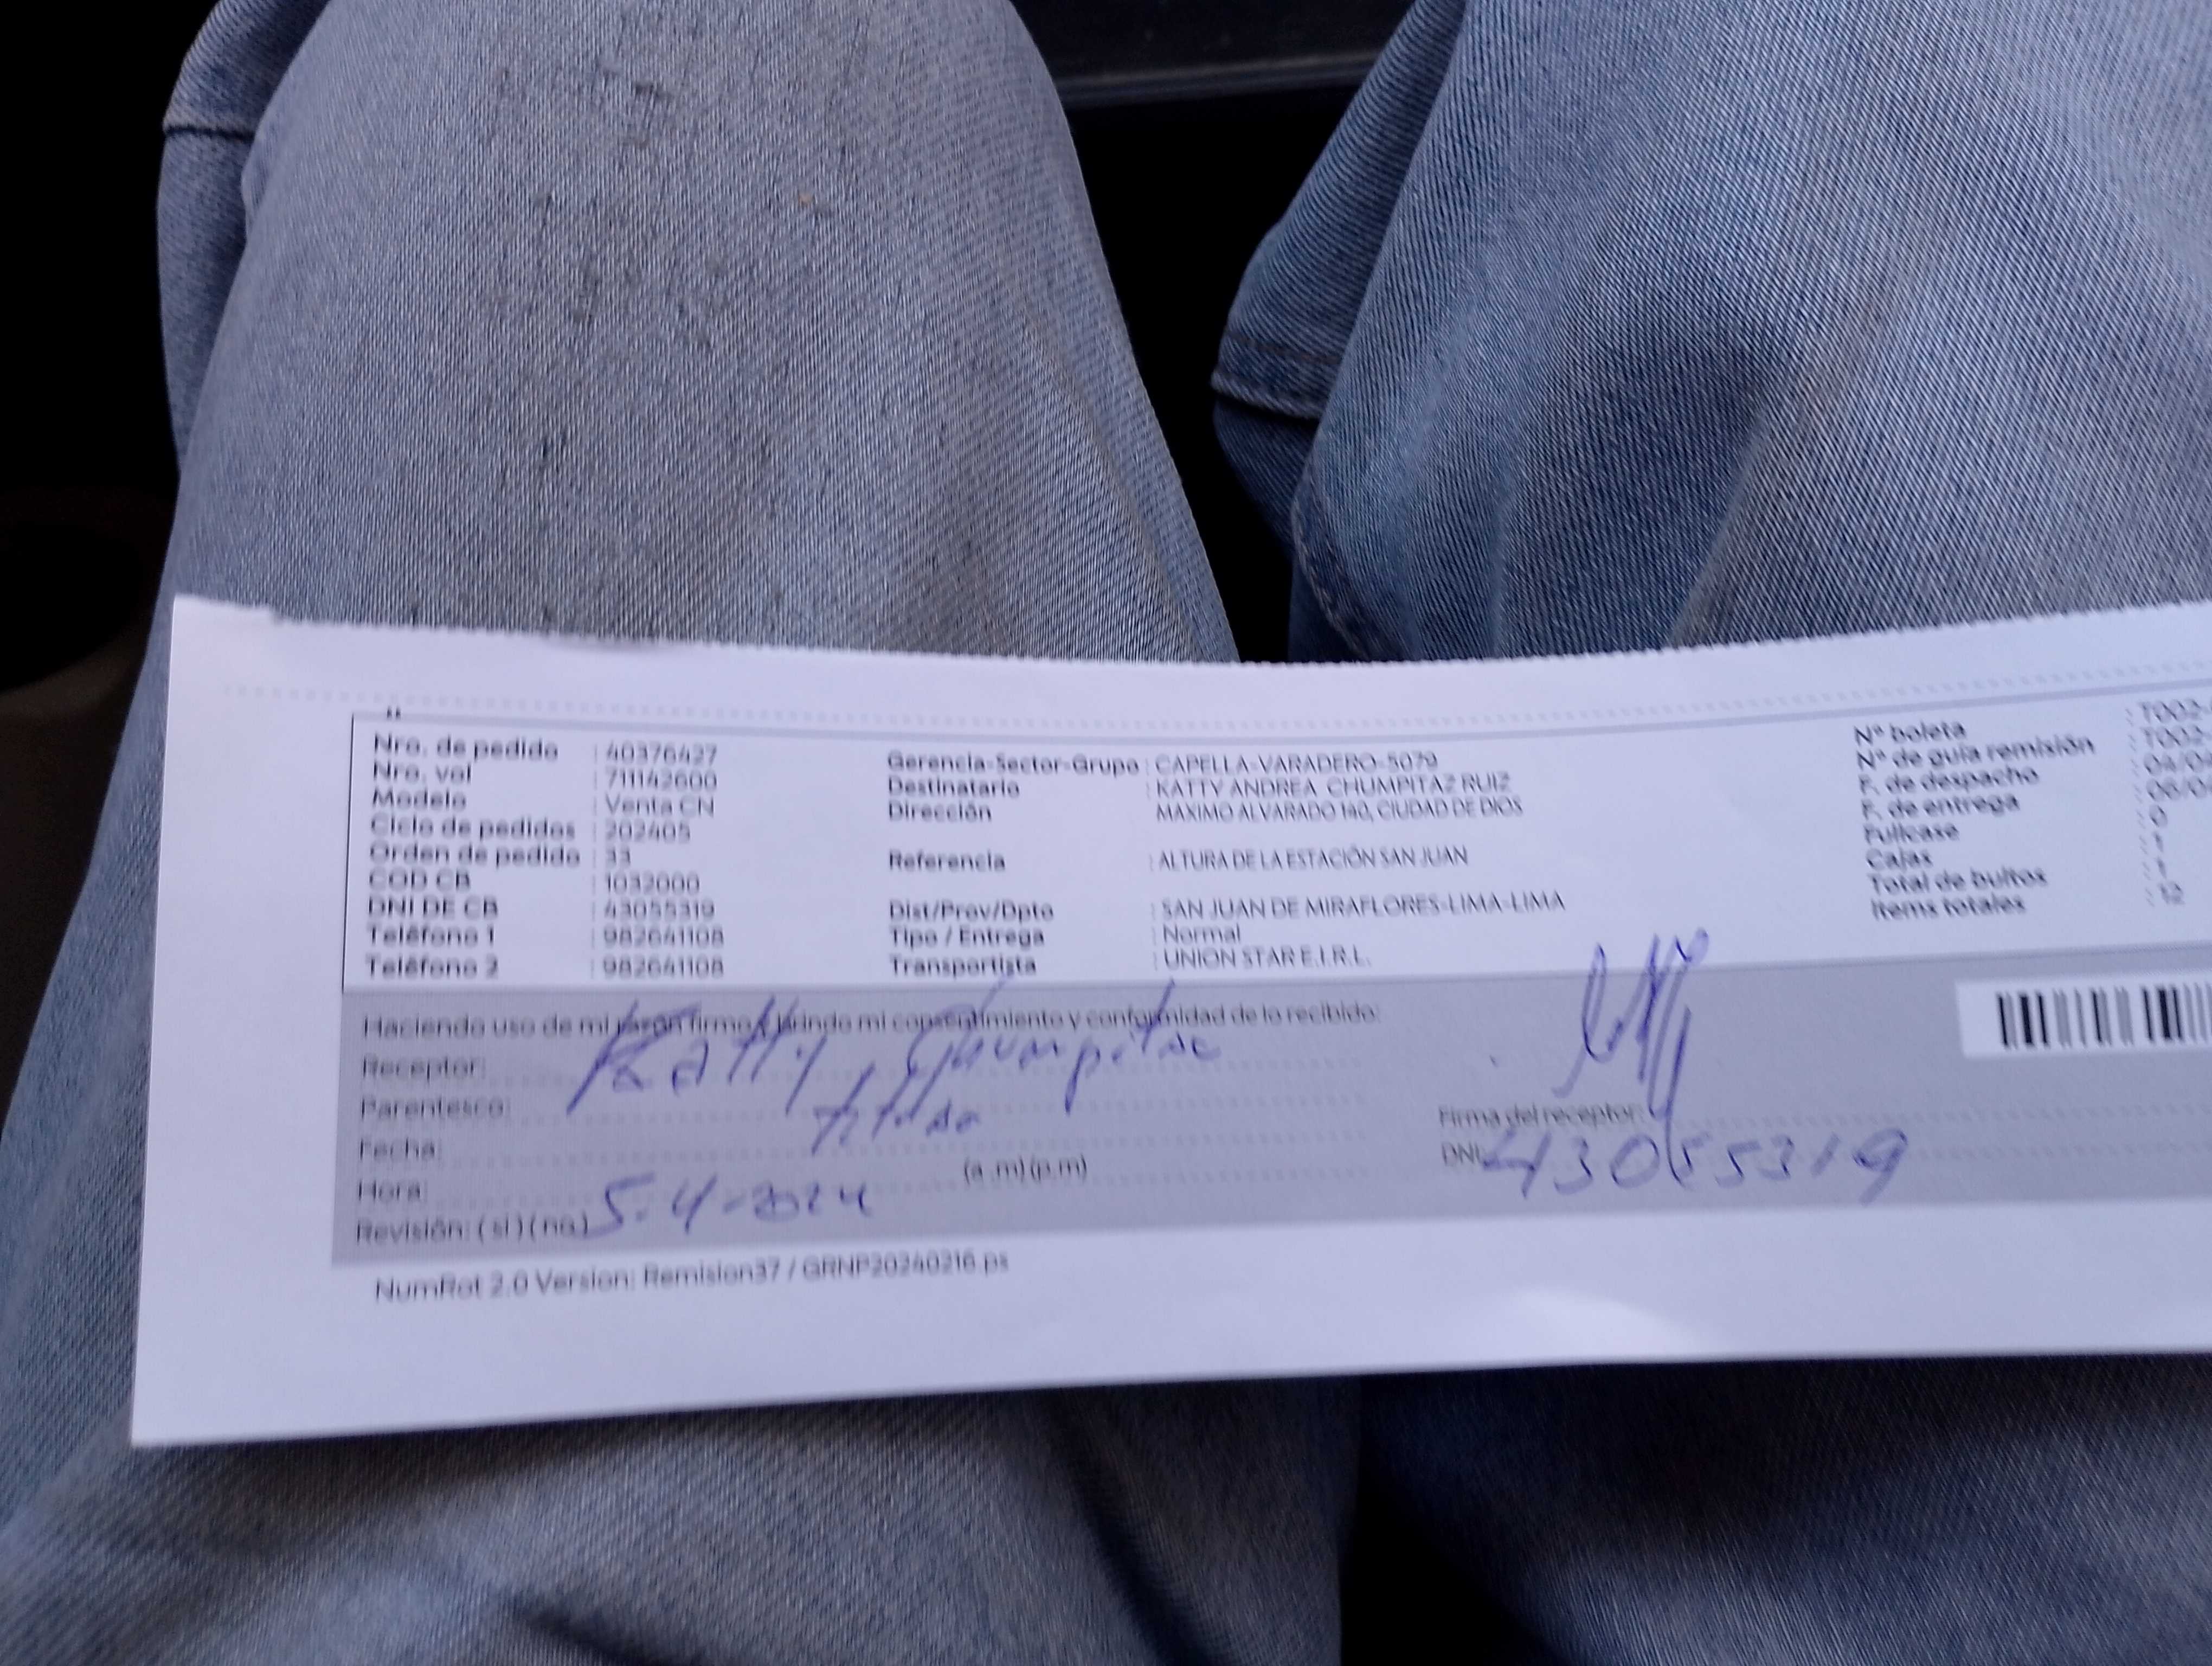 Nro. de pedido : 40376427
Nro. vol : 711142600
Modelo : Venta CN
Ciclo de pedidos : 202405
Orden de pedido : 33
COD CB : 1032000
DNI DE CB : 43055319
Teléfono 1 : 982641108
Teléfono 2 : 982641108
Gerencia-Sector-Grupo : CAPELLA-VARADERO-5079
Destinatario : KATTY ANDREA CHUMPITAZ RUIZ
Dirección : MAXIMO ALVARADO 140, CIUDAD DE DIOS
Referencia : ALTURA DE LA ESTACIÓN SAN JUAN
Dist/Prov/Dpto : SAN JUAN DE MIRAFLORES-LIMA-LIMA
Tipo / Entrega : Normal
Transportista : UNION STAR E.I.R.L.
N° boleta : T002-
N° de guía remisión : T002-
F. de despacho : 04/04
F. de entrega : 06/0
Fullcase : 0
Cajas : 1
Total de bultos : 1
Items totales : 12
Haciendo uso de mi razón firmo y brindo mi consentimiento y conformidad de lo recibido:
Receptor: Katty Chumpitaz
Parentesco: titular
Fecha:
Hora: (a.m) (p.m)
5-4-2024
Revisión: (si) (no)
Firma del receptor:
DNI: 43055319
NumRot 2.0 Version: Remision37 / GRNP20240216.ps